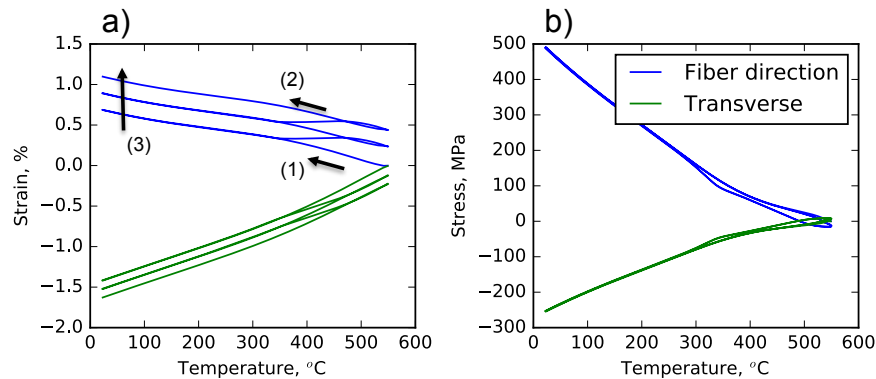 a)
1.5
1.0
0.5
0.0
−0.5
−1.0
−1.5
−2.0
Strain, %
(1)
(2)
(3)
0 100 200 300 400 500 600
Temperature, °C
b)
500
400
300
200
100
0
−100
−200
−300
Stress, MPa
Fiber direction
Transverse
0 100 200 300 400 500 600
Temperature, °C